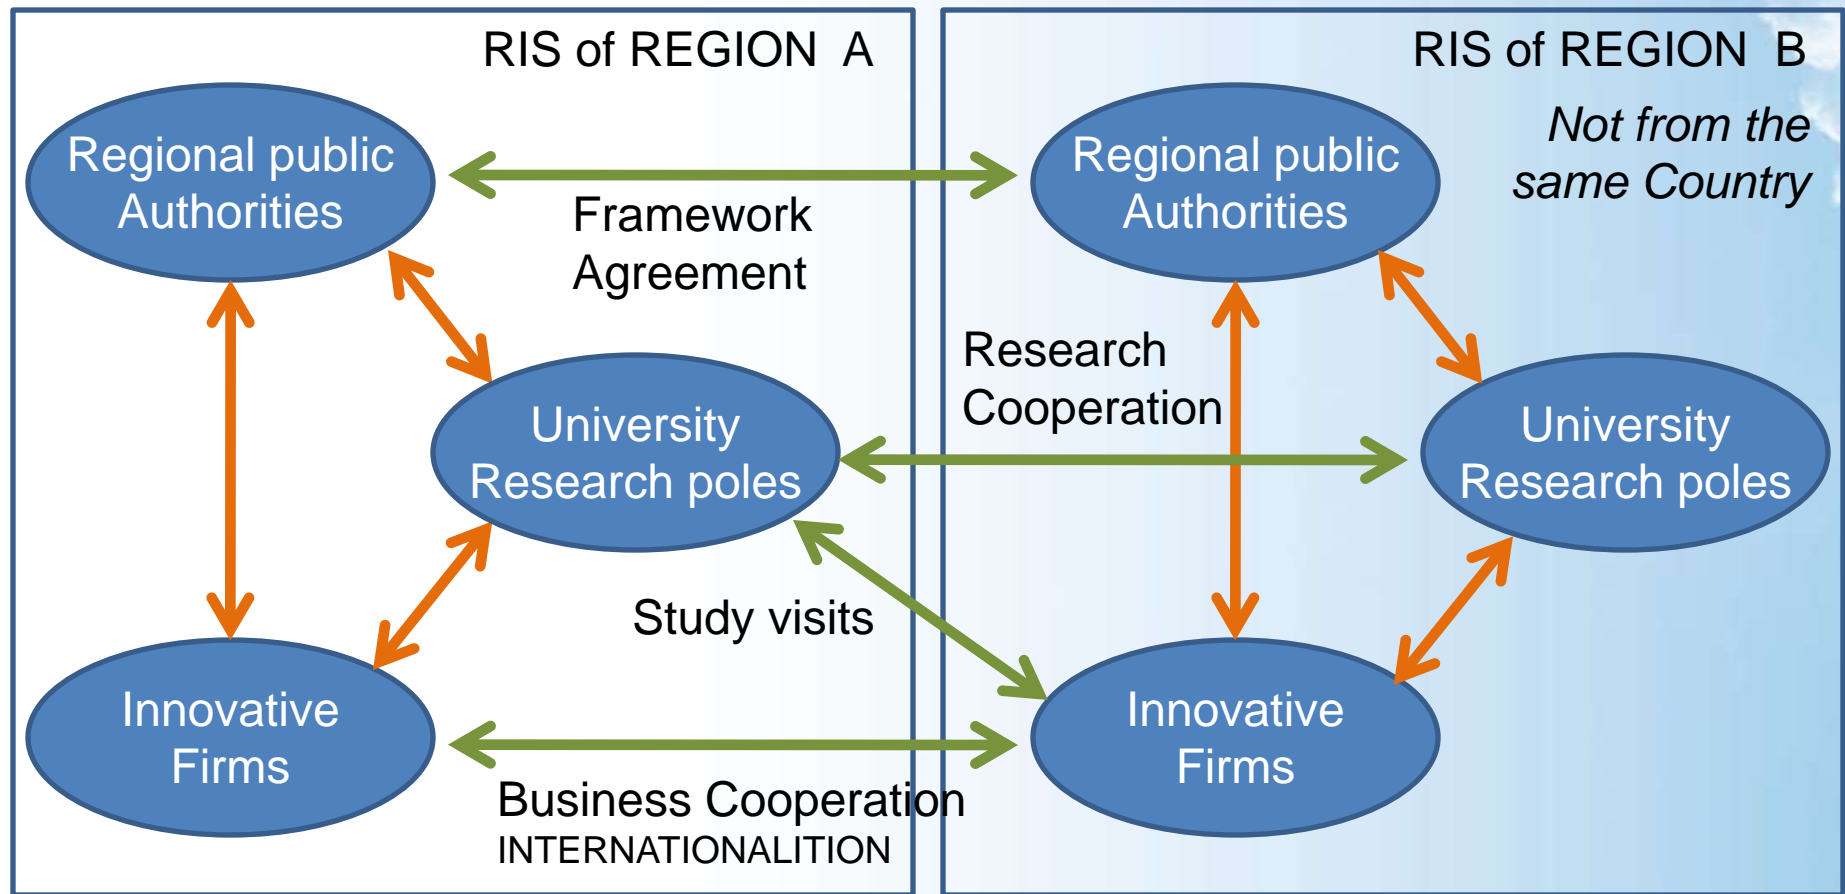 RIS of REGION A
Regional public
Authorities
Framework
Agreement
University
Research poles
Study visits
Innovative
Firms
Business Cooperation
INTERNATIONALITION
RIS of REGION B
Not from the
same Country
Regional public
Authorities
Research
Cooperation
University
Research poles
Innovative
Firms